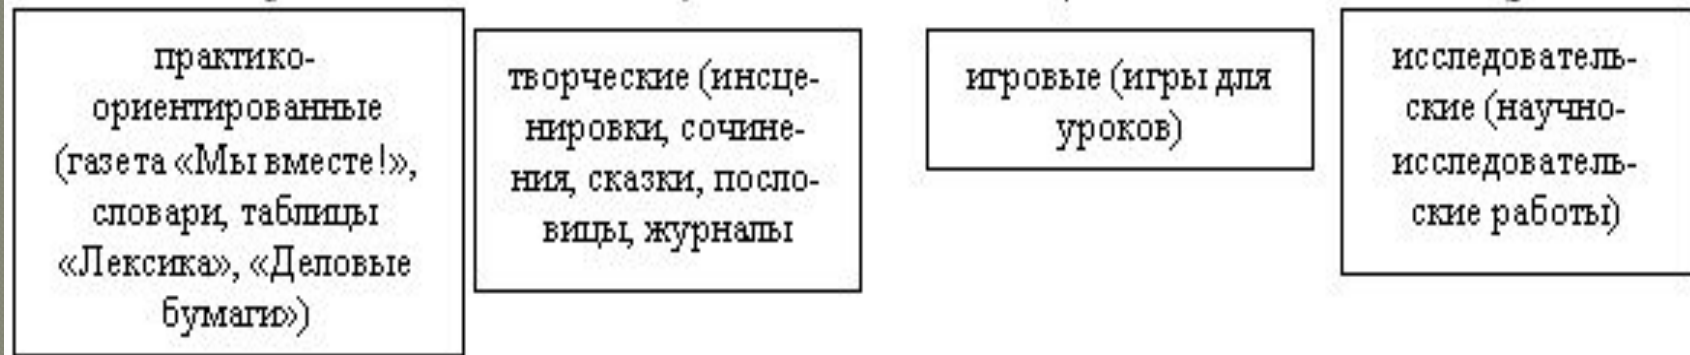 практико-
ориентированные
(газета «Мы вместе!»,
словари, таблицы
«Лексика», «Деловые
бумаги»)
творческие (инсце-
нировки, сочине-
ния, сказки, посло-
вицы, журналы
игровые (игры для
уроков)
исследователь-
ские (научно-
исследователь-
ские работы)